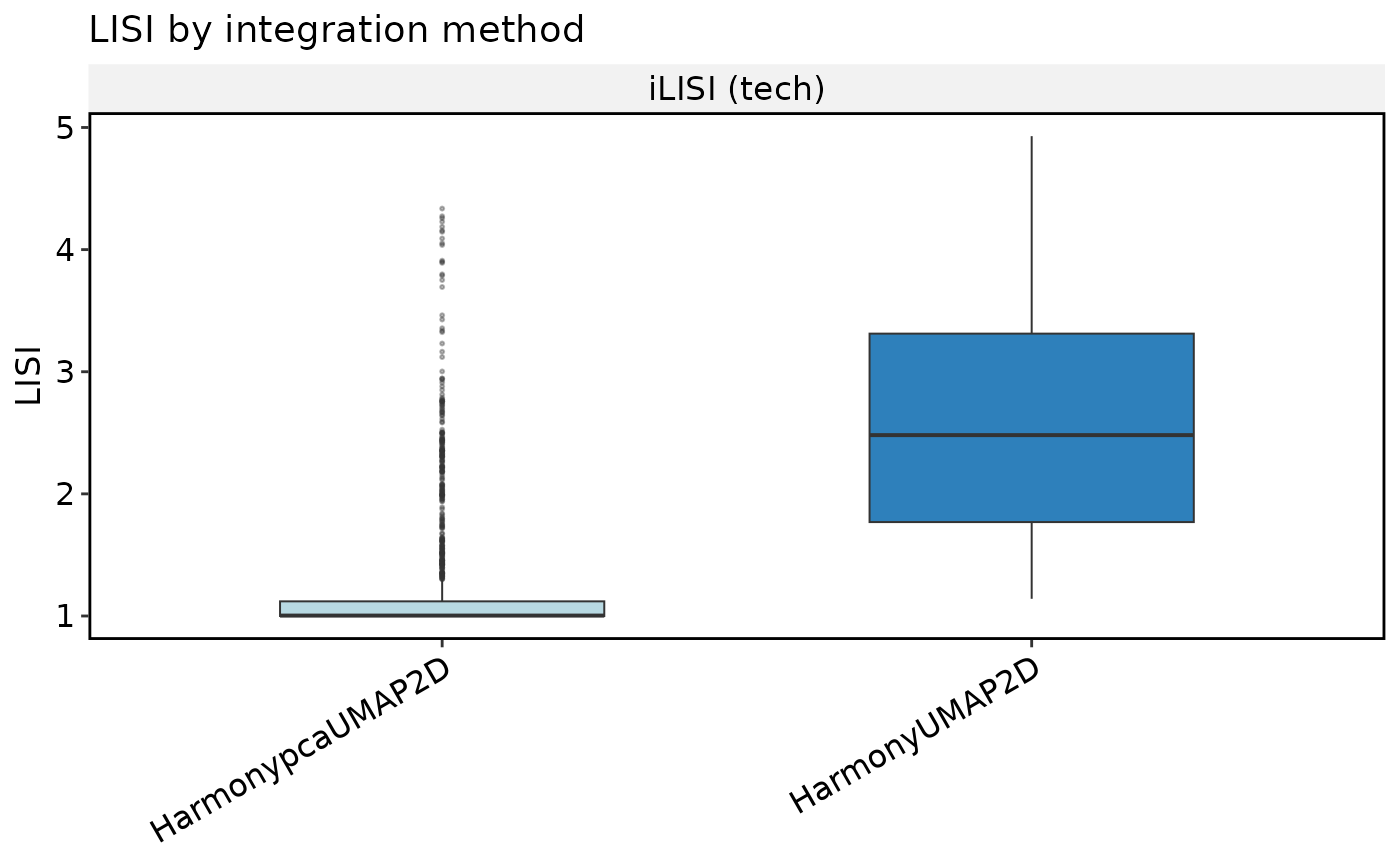 LISI by integration method
iLISI (tech)
5
4
3
2
1
LISI
HarmonypcaUMAP2D
HarmonyUMAP2D